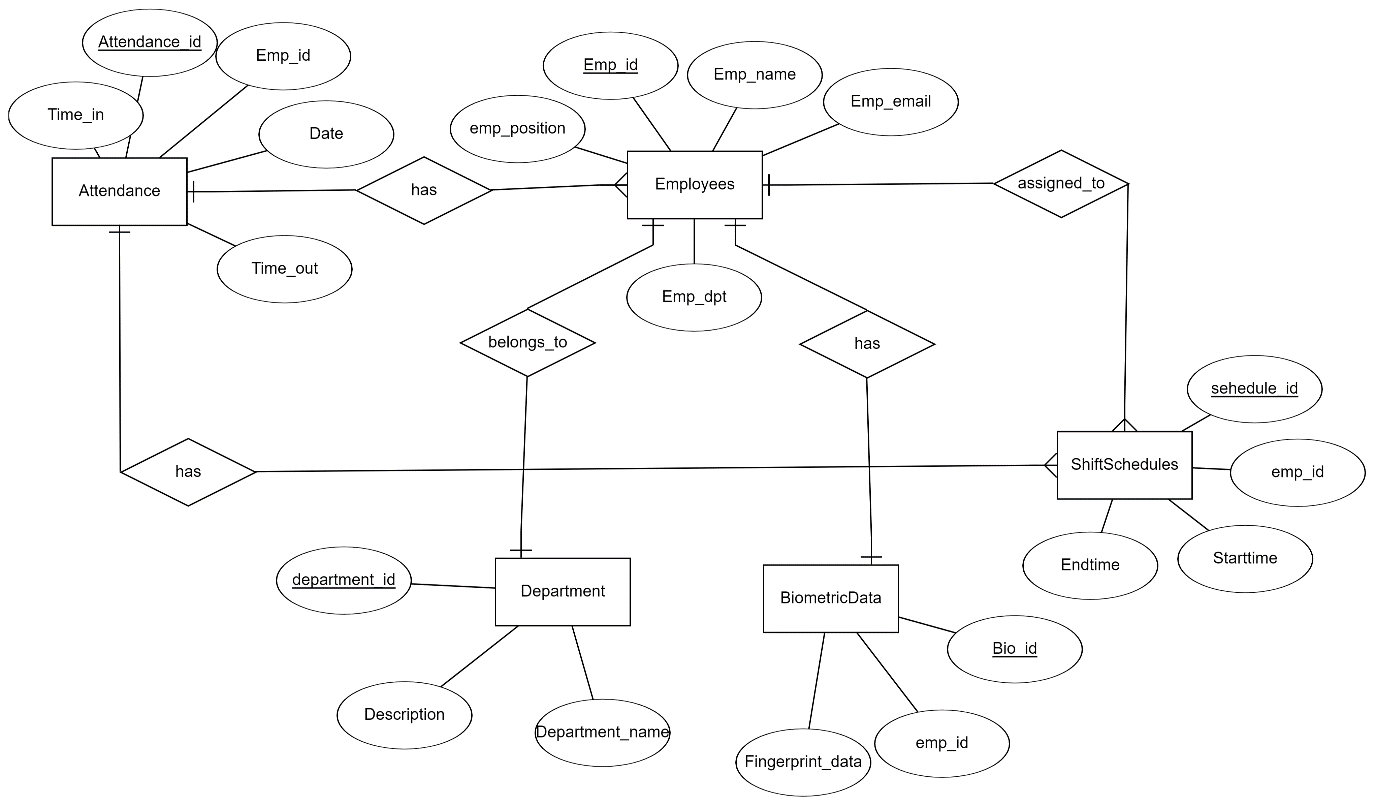 Attendance_id
Emp_id
Time_in
Date
Attendance
has
Time_out
Emp_id
Emp_name
Emp_email
emp_position
Employees
assigned_to
Emp_dpt
belongs_to
has
has
sehedule_id
ShiftSchedules
emp_id
Endtime
Starttime
department_id
Department
Description
Department_name
BiometricData
Bio_id
emp_id
Fingerprint_data